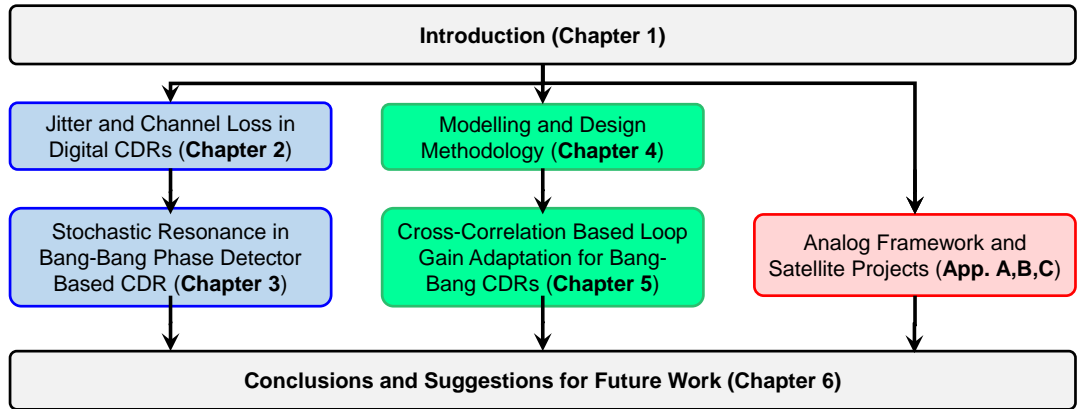 Introduction (Chapter 1)
Jitter and Channel Loss in
Digital CDRs (Chapter 2)
Modelling and Design
Methodology (Chapter 4)
Stochastic Resonance in
Bang-Bang Phase Detector
Based CDR (Chapter 3)
Cross-Correlation Based Loop
Gain Adaptation for Bang-
Bang CDRs (Chapter 5)
Analog Framework and
Satellite Projects (App. A,B,C)
Conclusions and Suggestions for Future Work (Chapter 6)